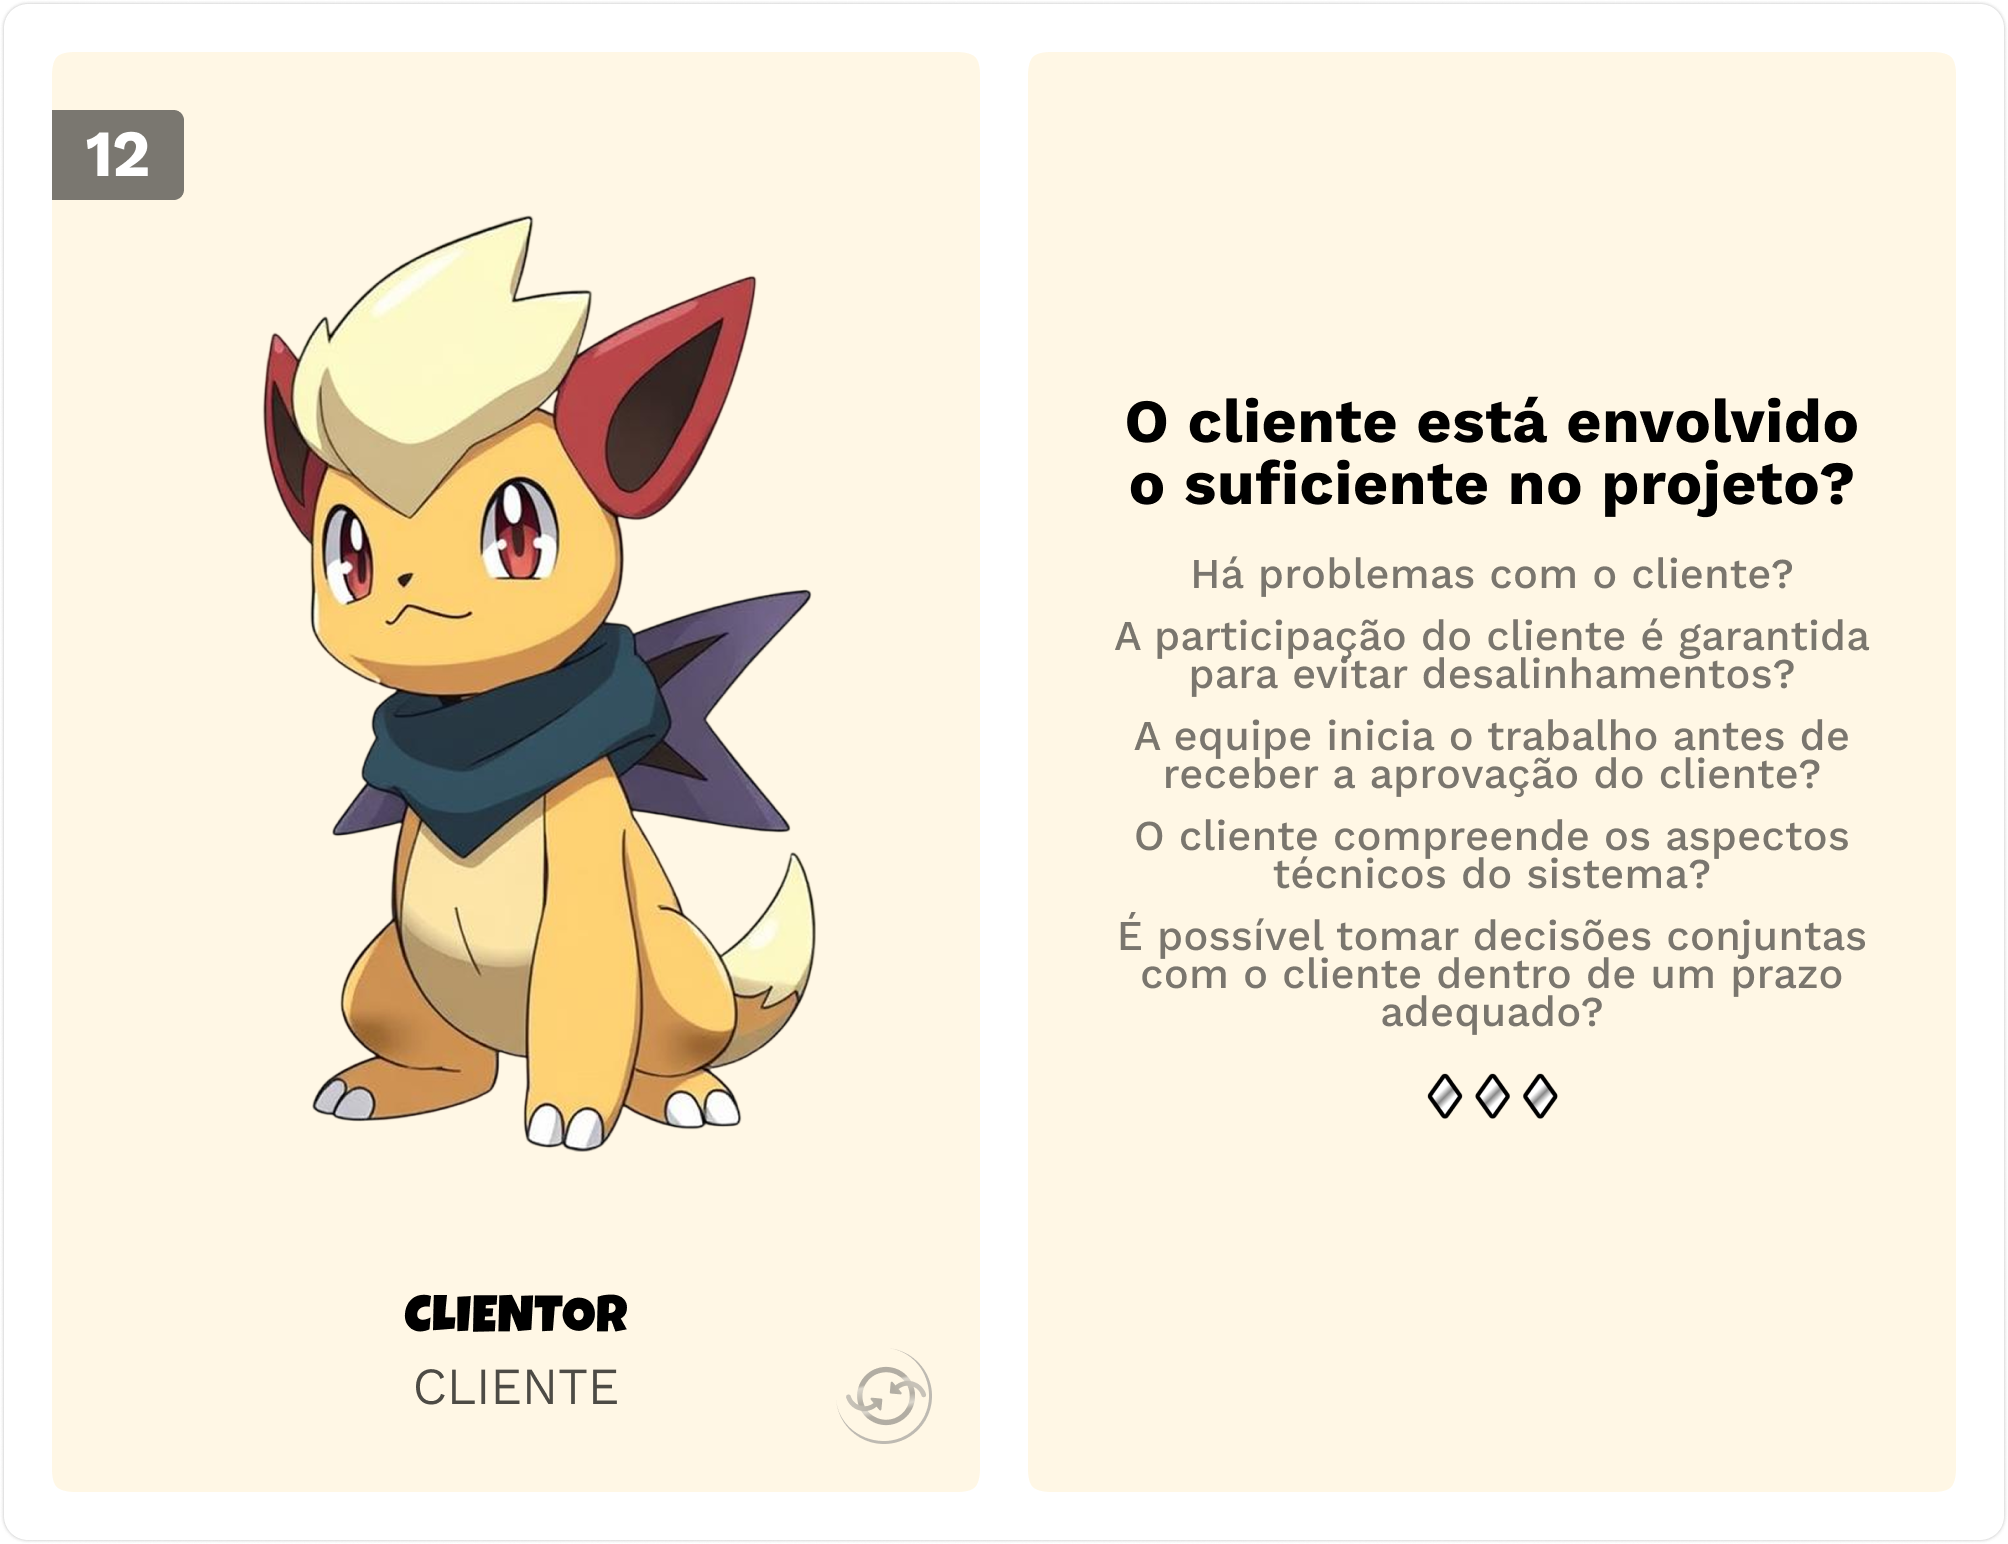 12
CLIENTOR
CLIENTE
O cliente está envolvido
o suficiente no projeto?
Há problemas com o cliente?
A participação do cliente é garantida
para evitar desalinhamentos?
A equipe inicia o trabalho antes de
receber a aprovação do cliente?
O cliente compreende os aspectos
técnicos do sistema?
É possível tomar decisões conjuntas
com o cliente dentro de um prazo
adequado?